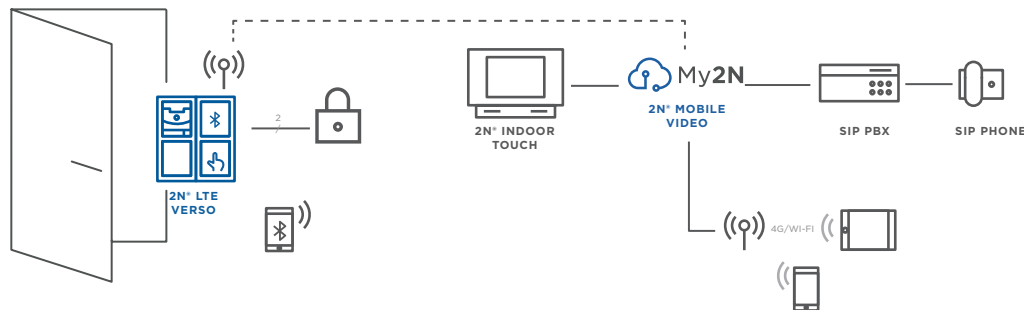 2
2N® LTE
VERSO
2N® INDOOR
TOUCH
My2N
2N® MOBILE
VIDEO
SIP PBX
SIP PHONE
4G/WI-FI